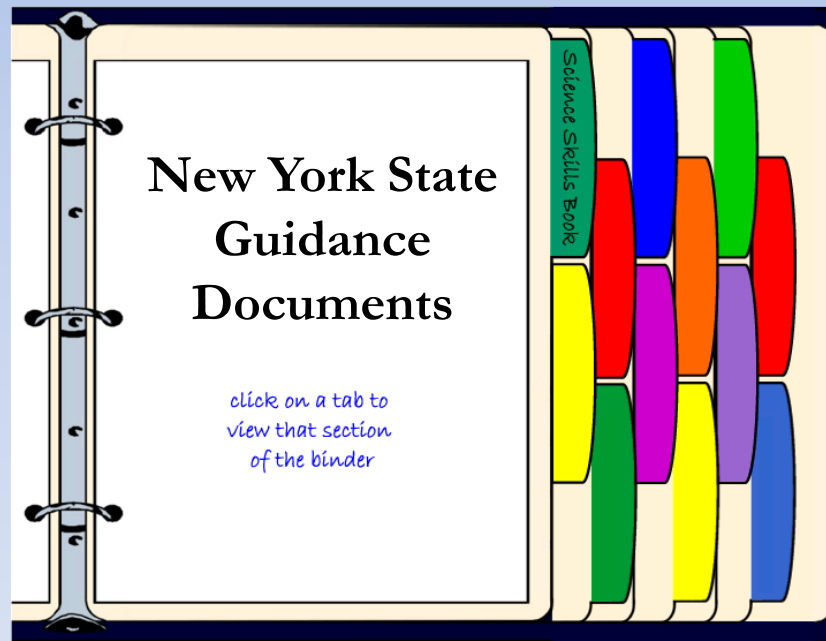 New York State
Guidance
Documents
click on a tab to
view that section
of the binder
Science Skills Book